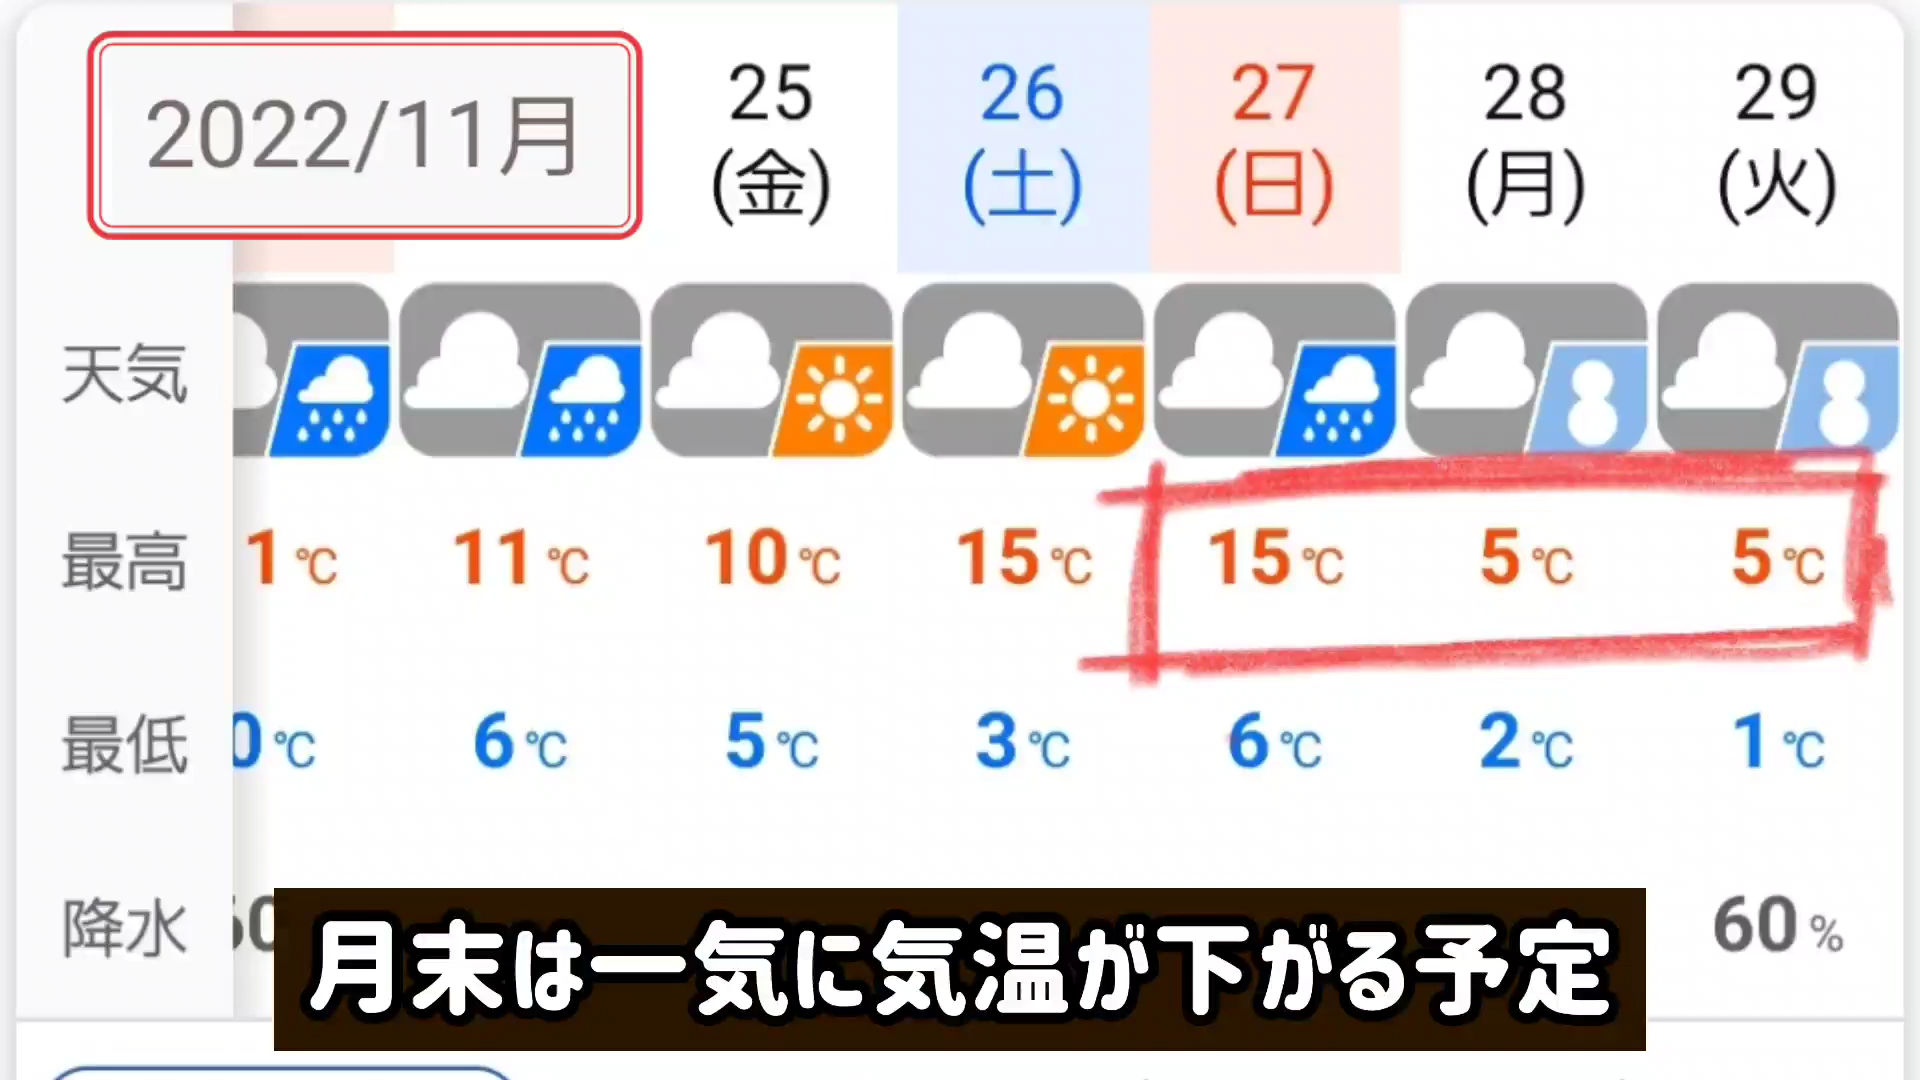 2022/11月
25 26 27 28 29
(金) (土) (日) (月) (火)
天気
最高 1℃ 11℃ 10℃ 15℃ 15℃ 5℃ 5℃
最低 0℃ 6℃ 5℃ 3℃ 6℃ 2℃ 1℃
降水 60%
月末は一気に気温が下がる予定